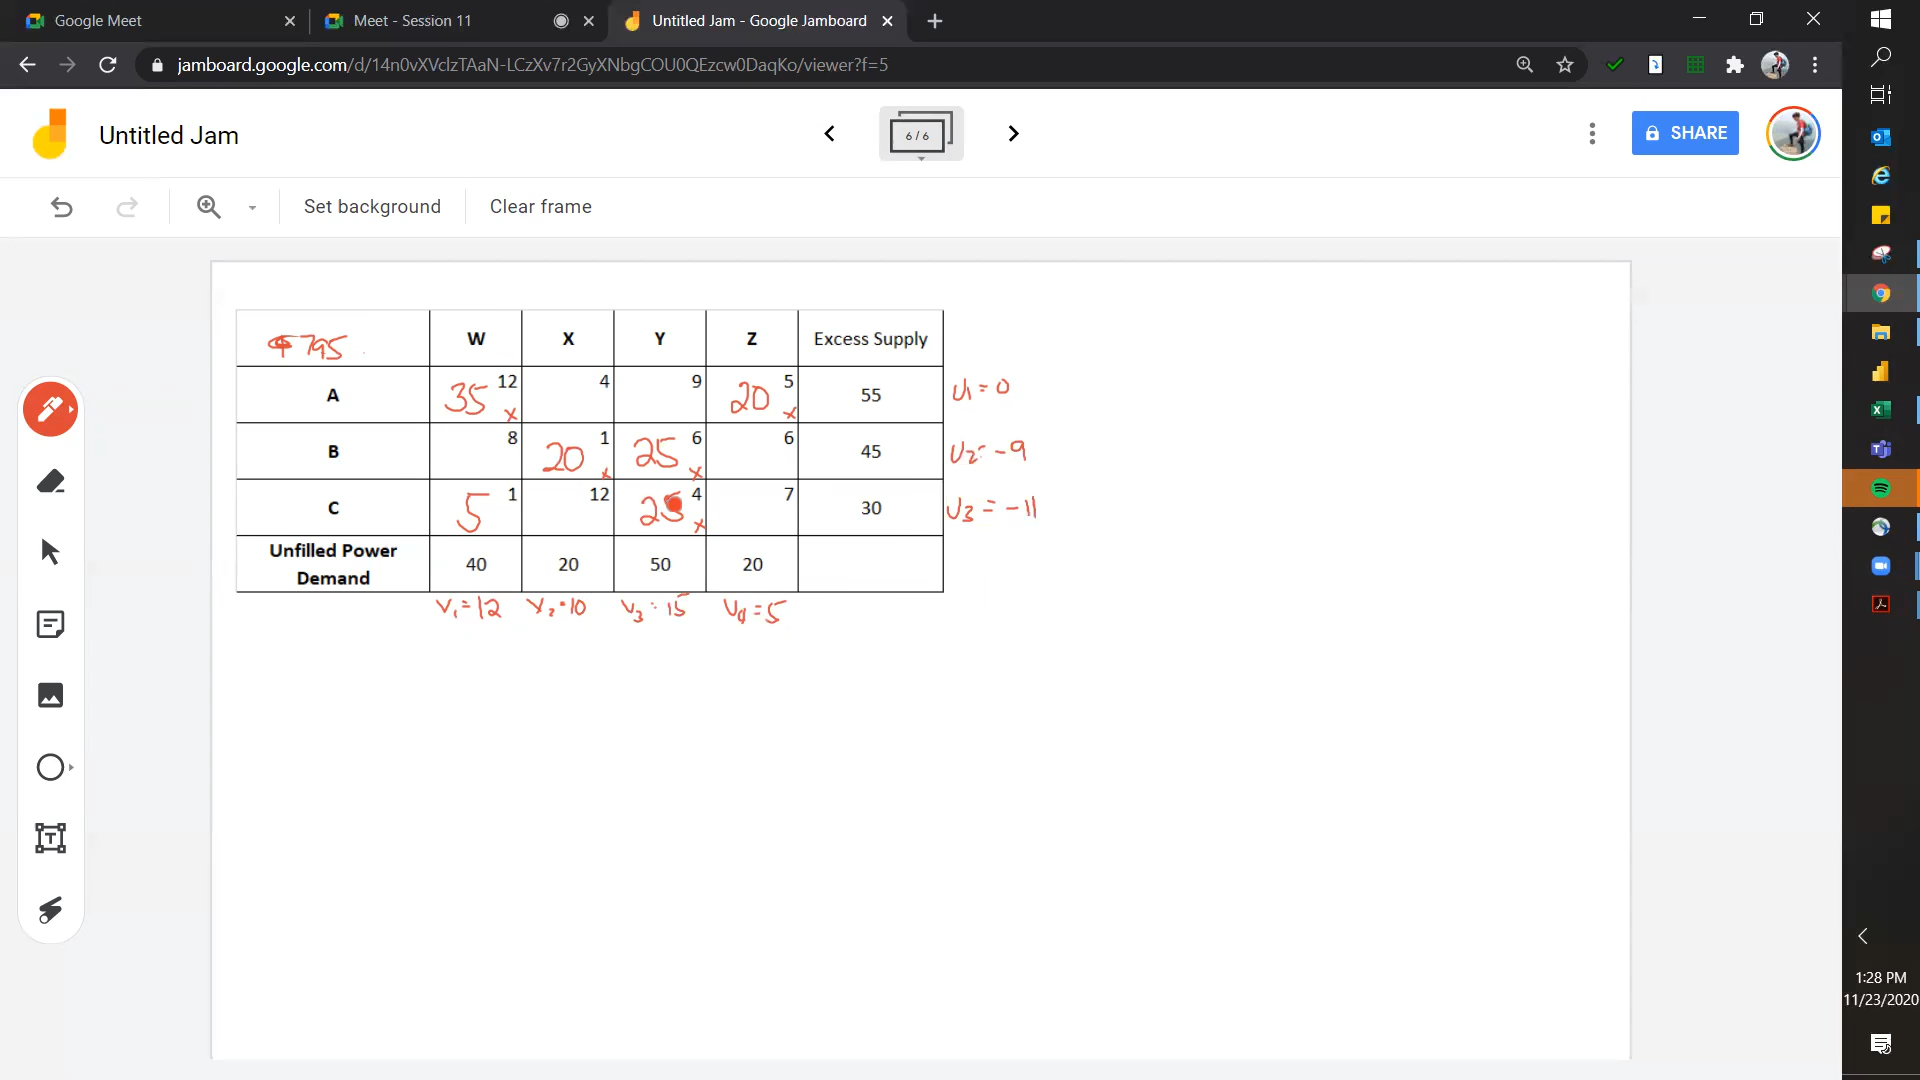 Google Meet
Meet - Session 11
Untitled Jam - Google Jamboard
jamboard.google.com/d/14n0vXVclzTAaN-LCzXv7r2GyXNbgCOU0QEzcw0DaqKo/viewer?f=5
Untitled Jam
6 / 6
SHARE
Set background
Clear frame
$795 W X Y Z Excess Supply
A 35 12 x 4 9 20 5 x 55 U1 = 0
B 8 20 1 x 25 6 x 6 45 U2 = -9
C 5 1 12 25 4 x 7 30 U3 = -11
Unfilled Power
Demand 40 20 50 20
V1 = 12 V2 = 10 V3 = 15 V4 = 5
1:28 PM
11/23/2020